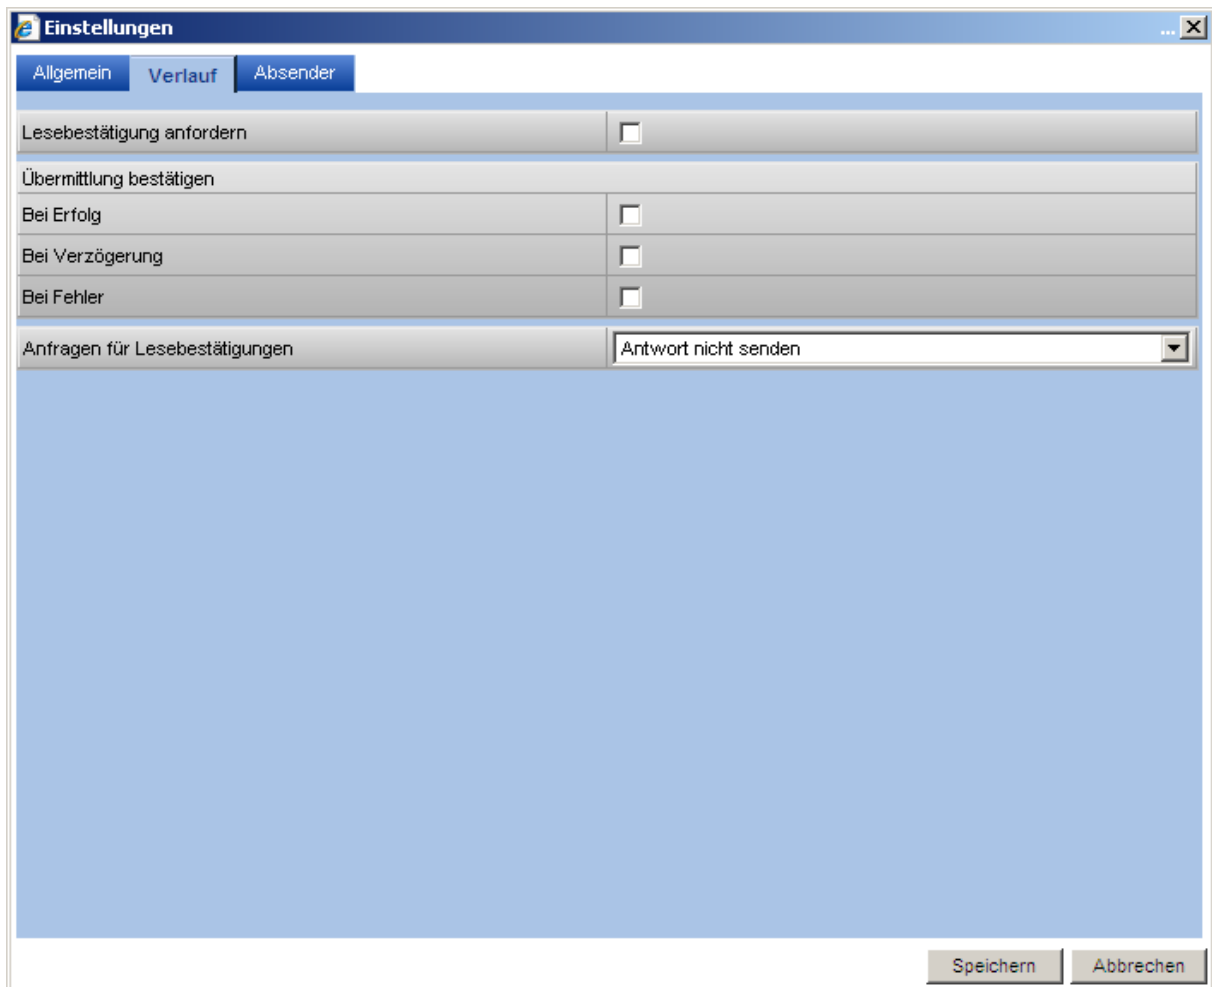 Einstellungen ...
Allgemein Verlauf Absender
Lesebestätigung anfordern
Übermittlung bestätigen
Bei Erfolg
Bei Verzögerung
Bei Fehler
Anfragen für Lesebestätigungen Antwort nicht senden
Speichern Abbrechen